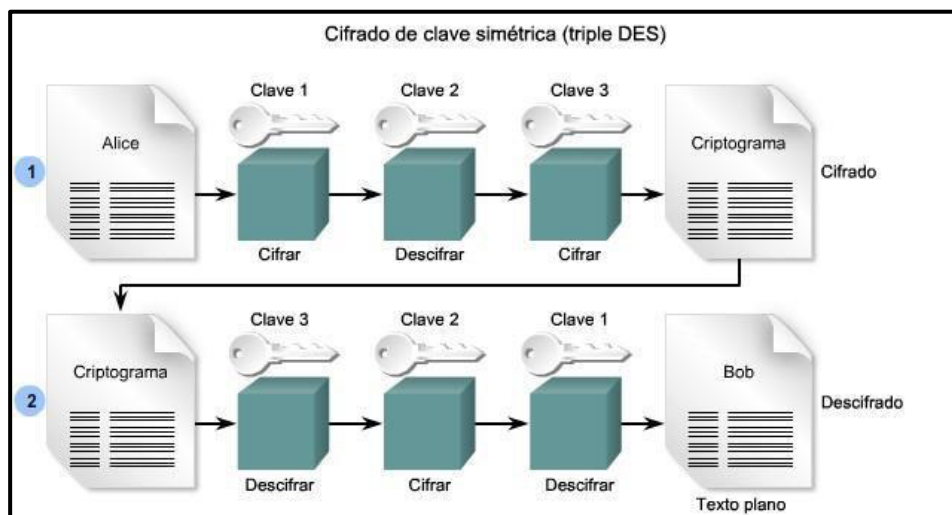 Cifrado de clave simétrica (triple DES)
Clave 1
Clave 2
Clave 3
Alice
Criptograma
1
Cifrado
Cifrar
Descifrar
Cifrar
Clave 3
Clave 2
Clave 1
Criptograma
Bob
2
Descifrado
Descifrar
Cifrar
Descifrar
Texto plano